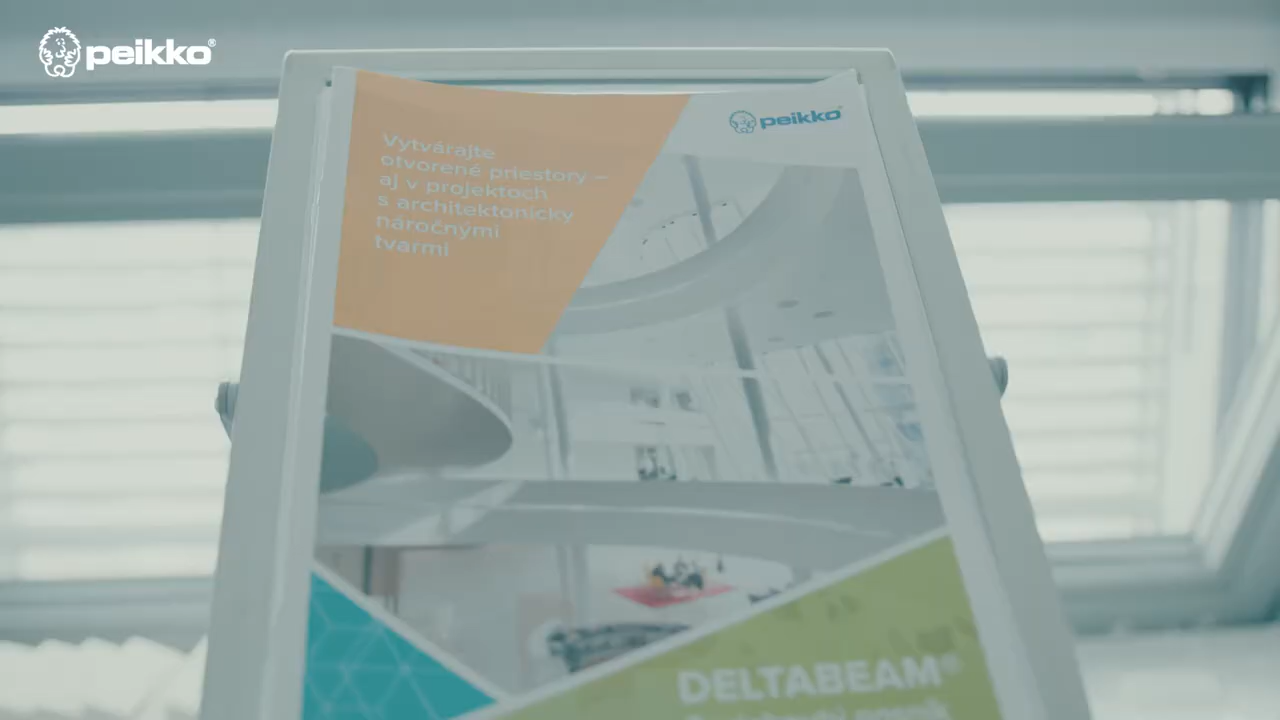 peikko®
peikko
Vytvárajte
otvorené priestory –
aj v projektoch
s architektonicky
náročnými
tvarmi
DELTABEAM®